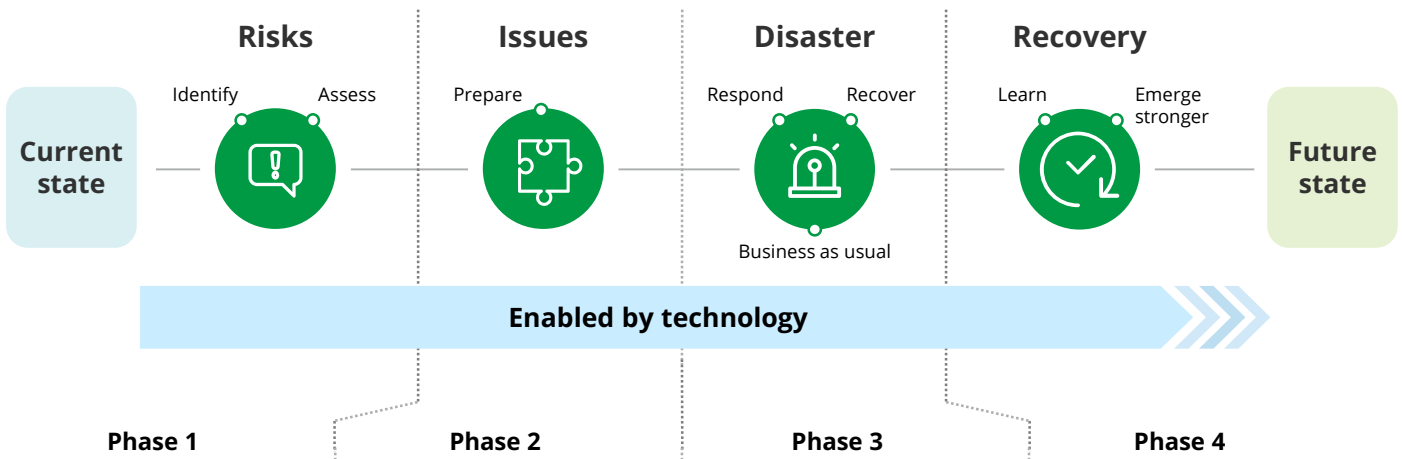 Risks
Issues
Disaster
Recovery
Identify
Assess
Prepare
Respond
Recover
Learn
Emerge
stronger
Current
state
Future
state
Business as usual
Enabled by technology
Phase 1
Phase 2
Phase 3
Phase 4